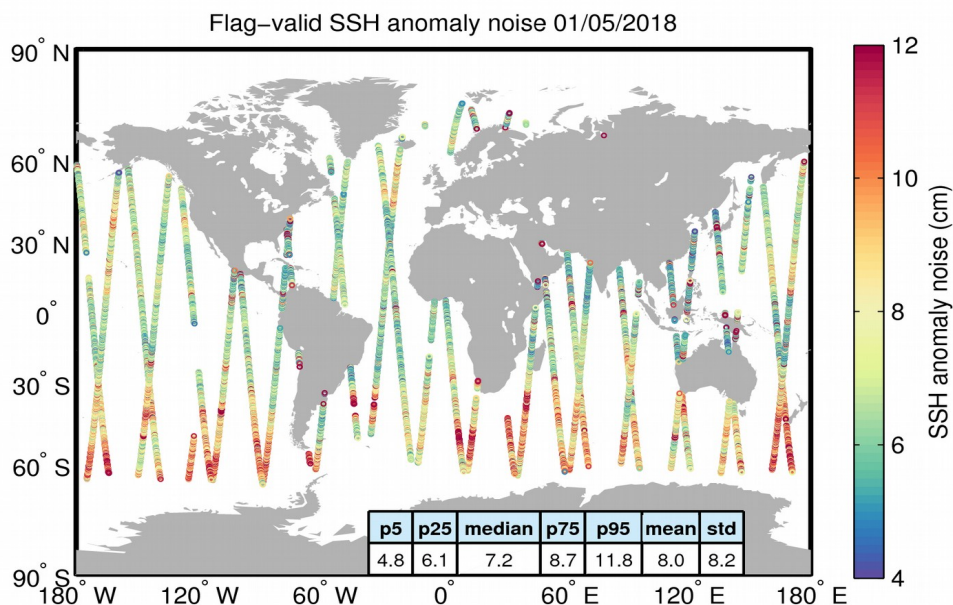 Flag−valid SSH anomaly noise 01/05/2018
90° N
60° N
30° N
0°
30° S
60° S
90° S
180° W 120° W 60° W 0° 60° E 120° E 180° E
12
10
8
6
4
SSH anomaly noise (cm)
p5 p25 median p75 p95 mean std
4.8 6.1 7.2 8.7 11.8 8.0 8.2